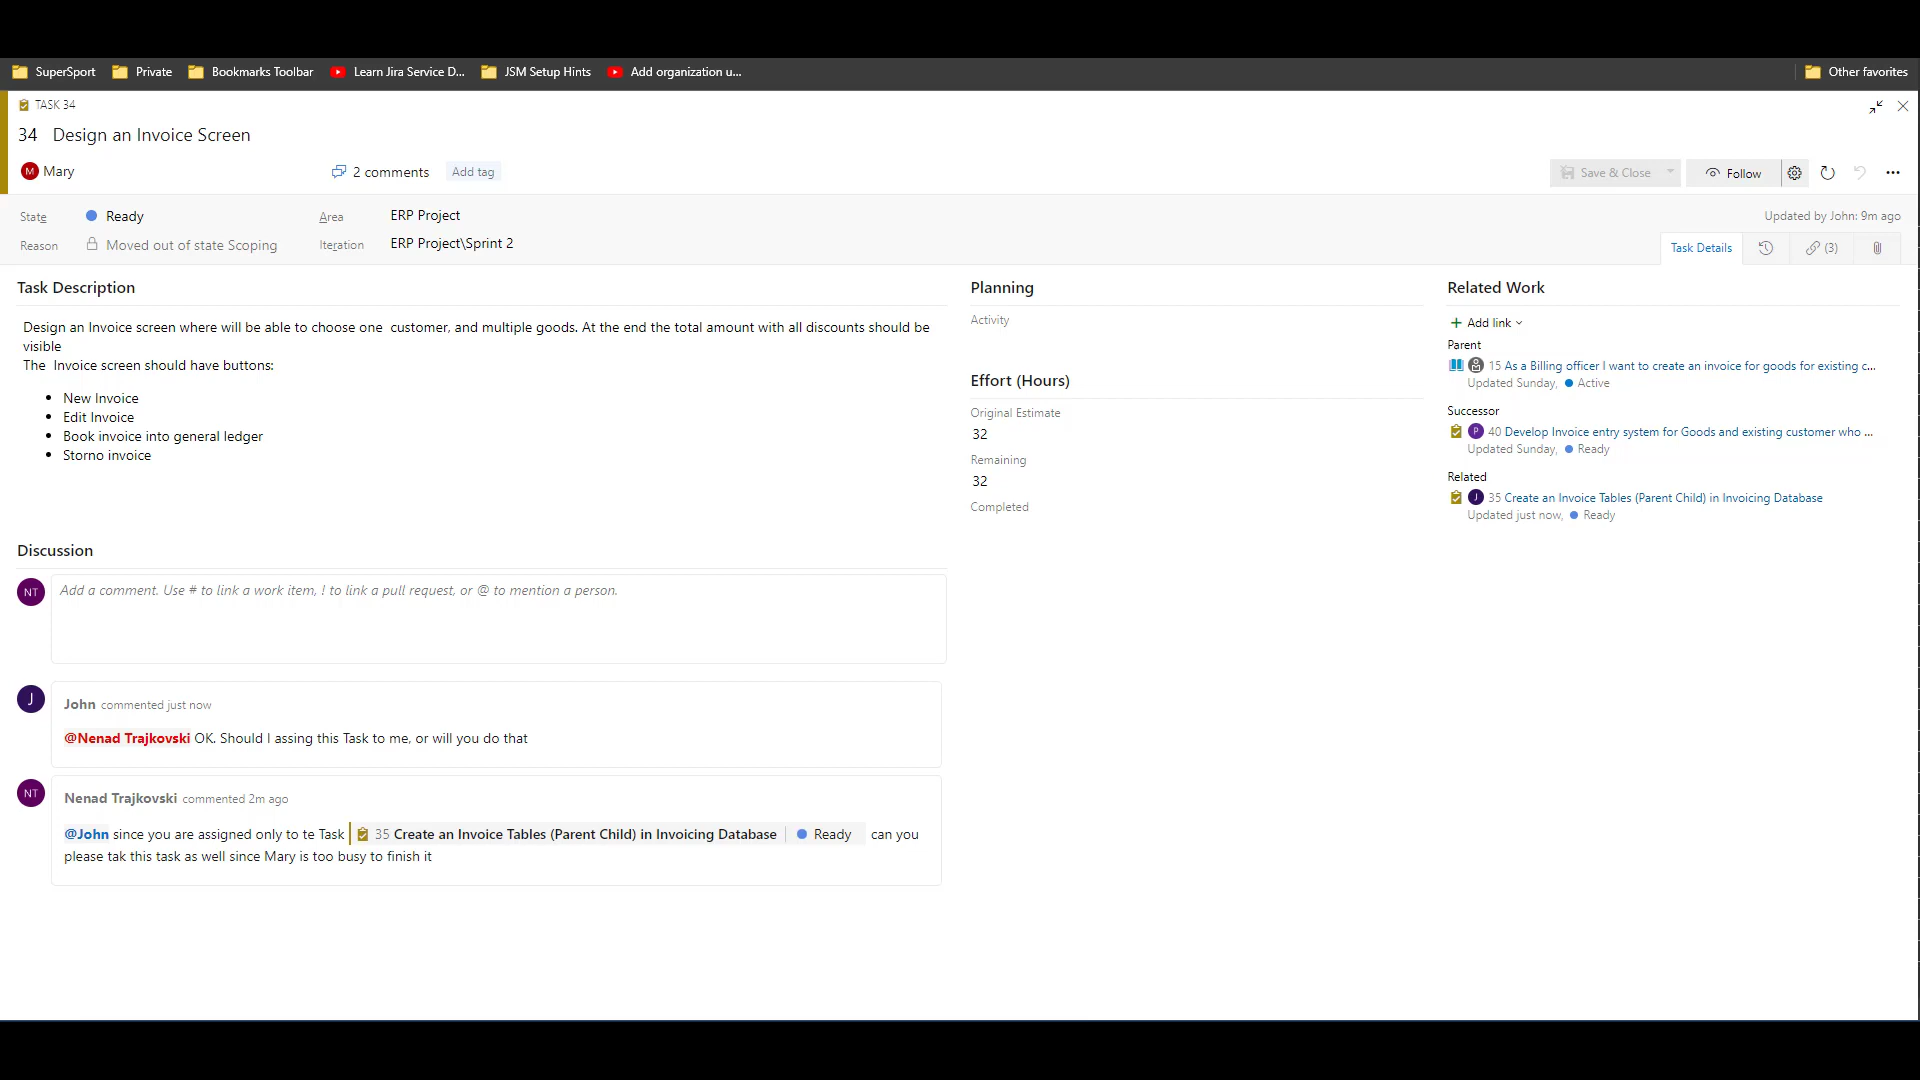 SuperSport Private Bookmarks Toolbar Learn Jira Service D... JSM Setup Hints Add organization u... Other favorites
TASK 34
34 Design an Invoice Screen
M Mary 2 comments Add tag Save & Close Follow
State Ready Area ERP Project Updated by John: 9m ago
Reason Moved out of state Scoping Iteration ERP Project\Sprint 2 Task Details (3)
Task Description
Design an Invoice screen where will be able to choose one customer, and multiple goods. At the end the total amount with all discounts should be
visible
The Invoice screen should have buttons:
• New Invoice
• Edit Invoice
• Book invoice into general ledger
• Storno invoice
Planning
Activity
Effort (Hours)
Original Estimate
32
Remaining
32
Completed
Related Work
Add link
Parent
15 As a Billing officer I want to create an invoice for goods for existing c...
Updated Sunday, Active
Successor
P 40 Develop Invoice entry system for Goods and existing customer who ...
Updated Sunday, Ready
Related
J 35 Create an Invoice Tables (Parent Child) in Invoicing Database
Updated just now, Ready
Discussion
NT Add a comment. Use # to link a work item, ! to link a pull request, or @ to mention a person.
J John commented just now
@Nenad Trajkovski OK. Should I assing this Task to me, or will you do that
NT Nenad Trajkovski commented 2m ago
@John since you are assigned only to te Task 35 Create an Invoice Tables (Parent Child) in Invoicing Database Ready can you
please tak this task as well since Mary is too busy to finish it